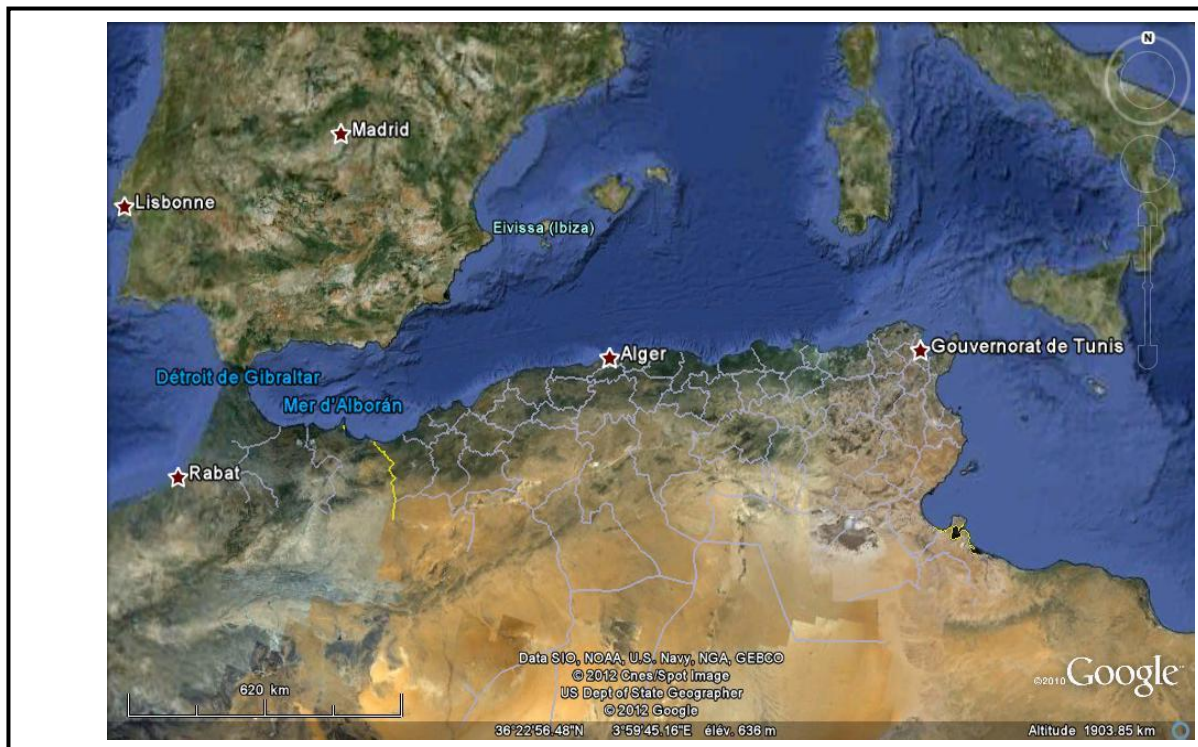 N
Madrid
Lisbonne
Eivissa (Ibiza)
Alger
Gouvernorat de Tunis
Détroit de Gibraltar
Mer d'Alborán
Rabat
Data SIO, NOAA, U.S. Navy, NGA, GEBCO
© 2012 Cnes/Spot Image
US Dept of State Geographer
© 2012 Google
©2010 Google
620 km
36°22'56.48"N 3°59'45.16"E élév. 636 m Altitude 1903.85 km